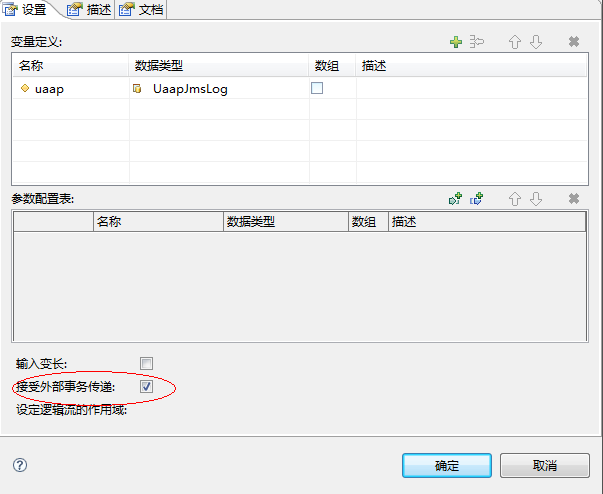 设置 描述 文档
变量定义:
名称 数据类型 数组 描述
uaap UaapJmsLog
参数配置表:
名称 数据类型 数组 描述
输入变长:
接受外部事务传递:
设定逻辑流的作用域:
确定 取消